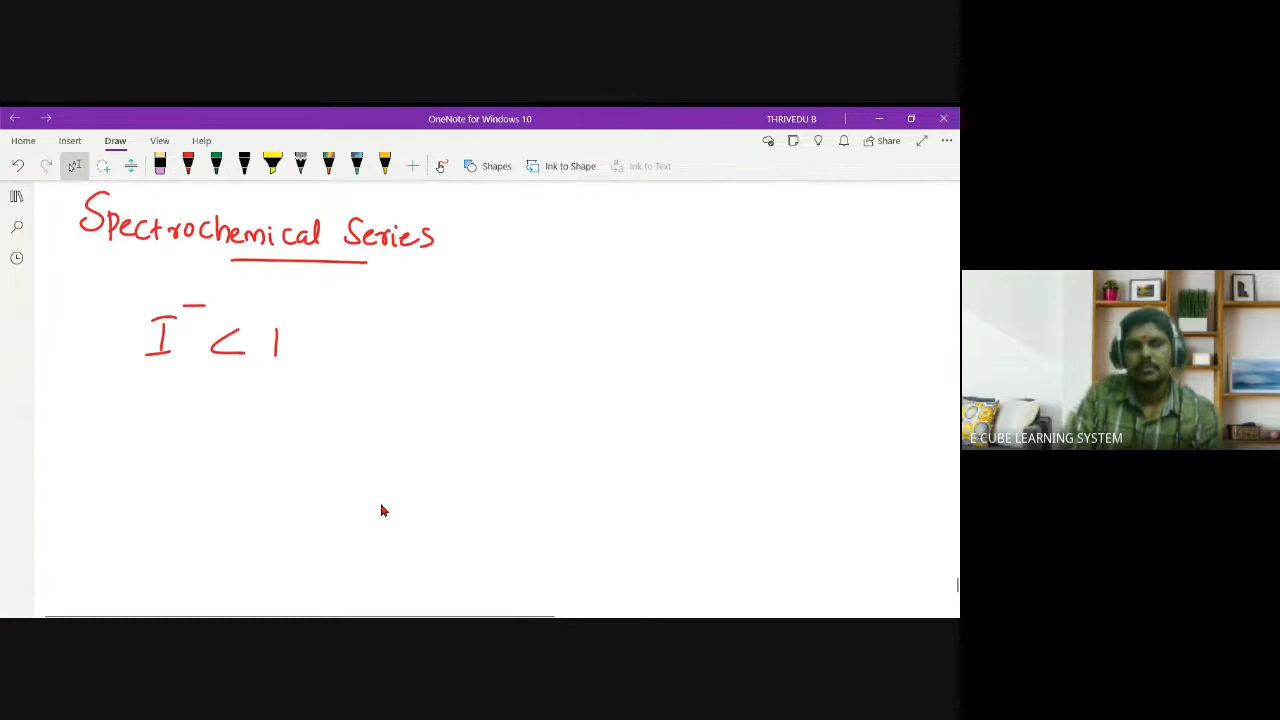 OneNote for Windows 10
THRIVEDU B
Home Insert Draw View Help
Share
Shapes Ink to Shape Ink to Text
Spectrochemical Series
I⁻ < I
E CUBE LEARNING SYSTEM